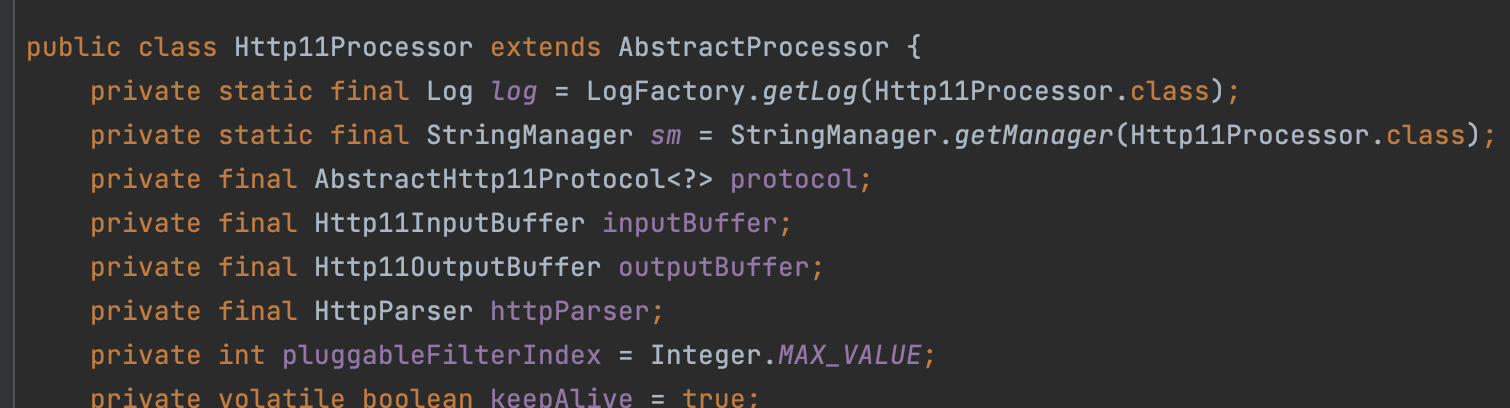 public class Http11Processor extends AbstractProcessor {
private static final Log log = LogFactory.getLog(Http11Processor.class);
private static final StringManager sm = StringManager.getManager(Http11Processor.class);
private final AbstractHttp11Protocol<?> protocol;
private final Http11InputBuffer inputBuffer;
private final Http11OutputBuffer outputBuffer;
private final HttpParser httpParser;
private int pluggableFilterIndex = Integer.MAX_VALUE;
private volatile boolean keepAlive = true;